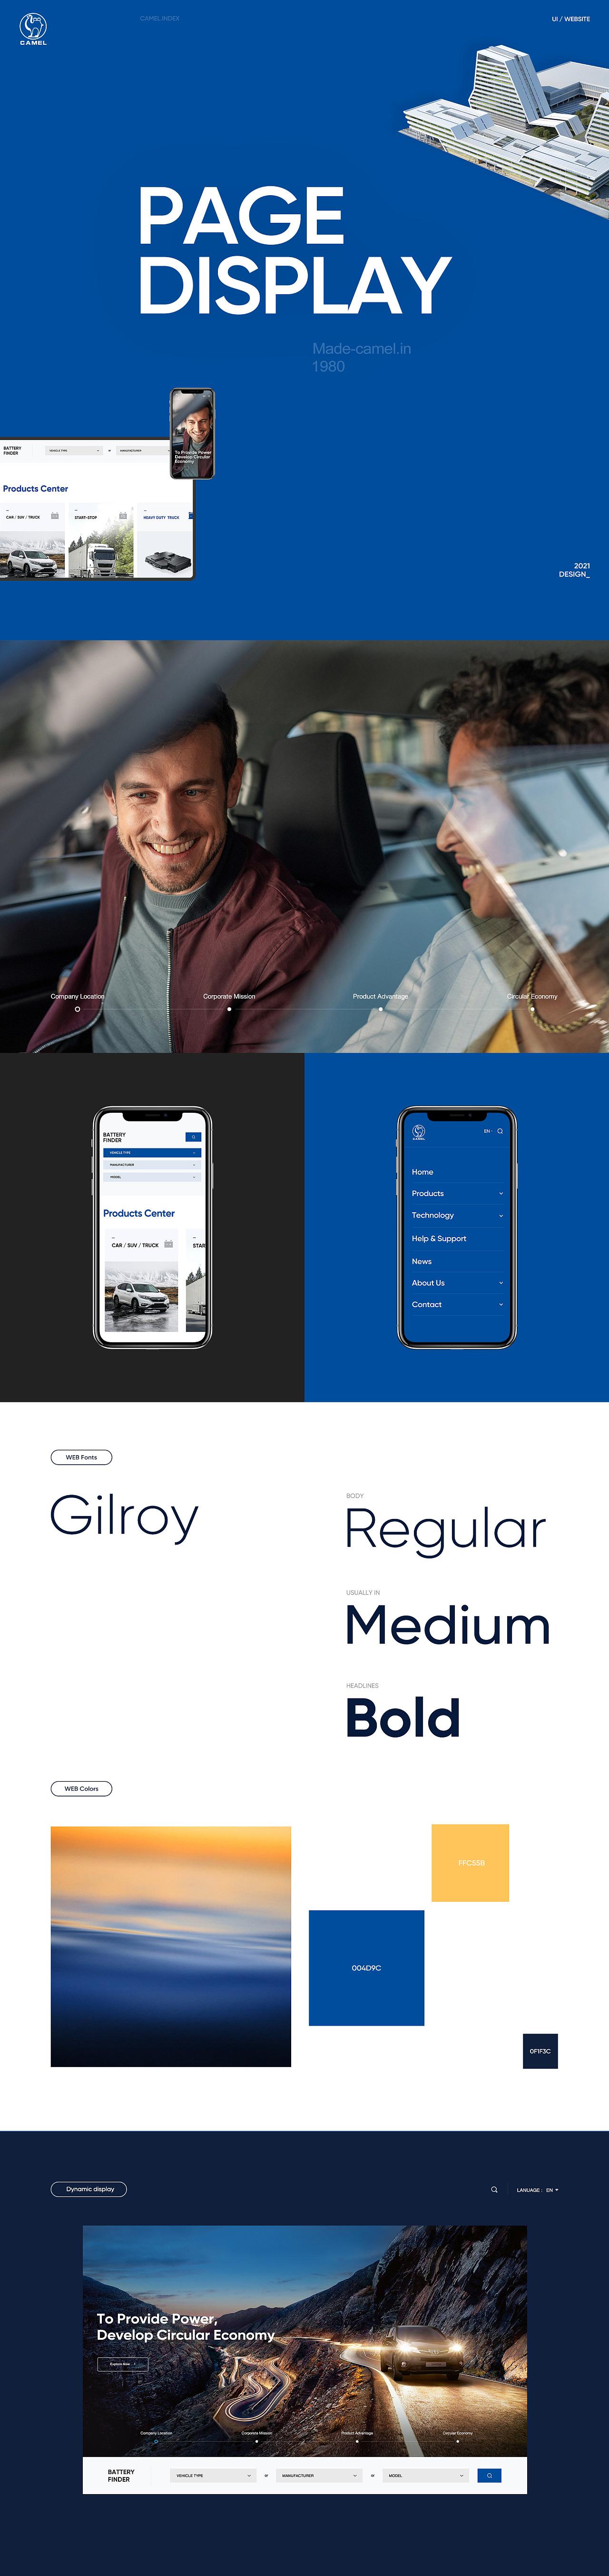 CAMEL
CAMEL INDEX
UI / WEBSITE
PAGE
DISPLAY
Made-camel.in
1980
To Provide Power
Develop Circular
Economy
BATTERY
FINDER
VEHICLE TYPE
or
MANUFACTURER
Products Center
CAR / SUV / TRUCK
START-STOP
HEAVY DUTY TRUCK
2021
DESIGN_
Company Location
Corporate Mission
Product Advantage
Circular Economy
BATTERY
FINDER
VEHICLE TYPE
MANUFACTURER
MODEL
Products Center
CAR / SUV / TRUCK
STAR
CAMEL
EN
Home
Products
Technology
Help & Support
News
About Us
Contact
WEB Fonts
Gilroy
BODY
Regular
USUALLY IN
Medium
HEADLINES
Bold
WEB Colors
FFC55B
004D9C
0F1F3C
Dynamic display
LANUAGE : EN
To Provide Power,
Develop Circular Economy
Explore Now
Company Location
Corporate Mission
Product Advantage
Circular Economy
BATTERY
FINDER
VEHICLE TYPE
or
MANUFACTURER
or
MODEL